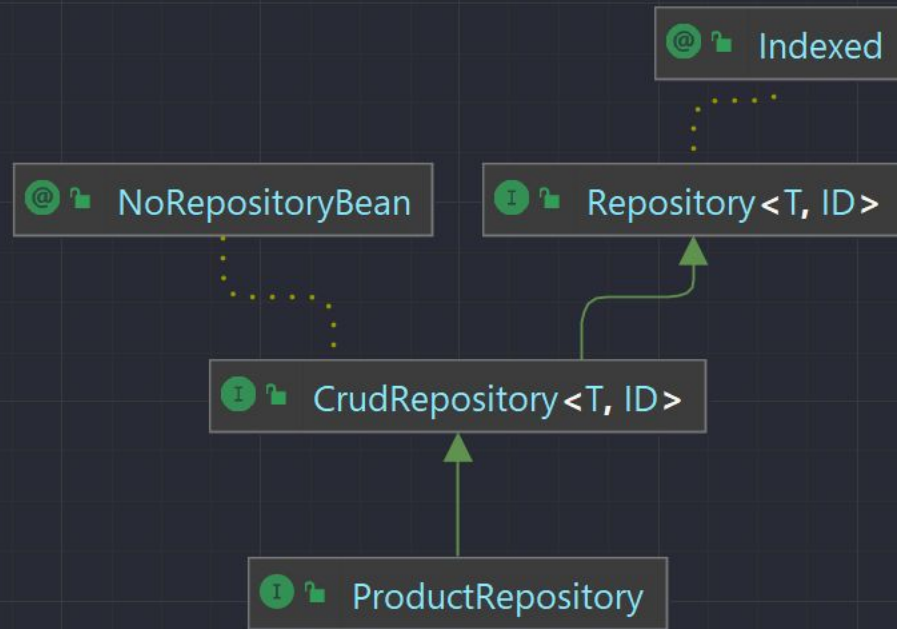 @ Indexed
@ NoRepositoryBean
I Repository<T, ID>
I CrudRepository<T, ID>
I ProductRepository